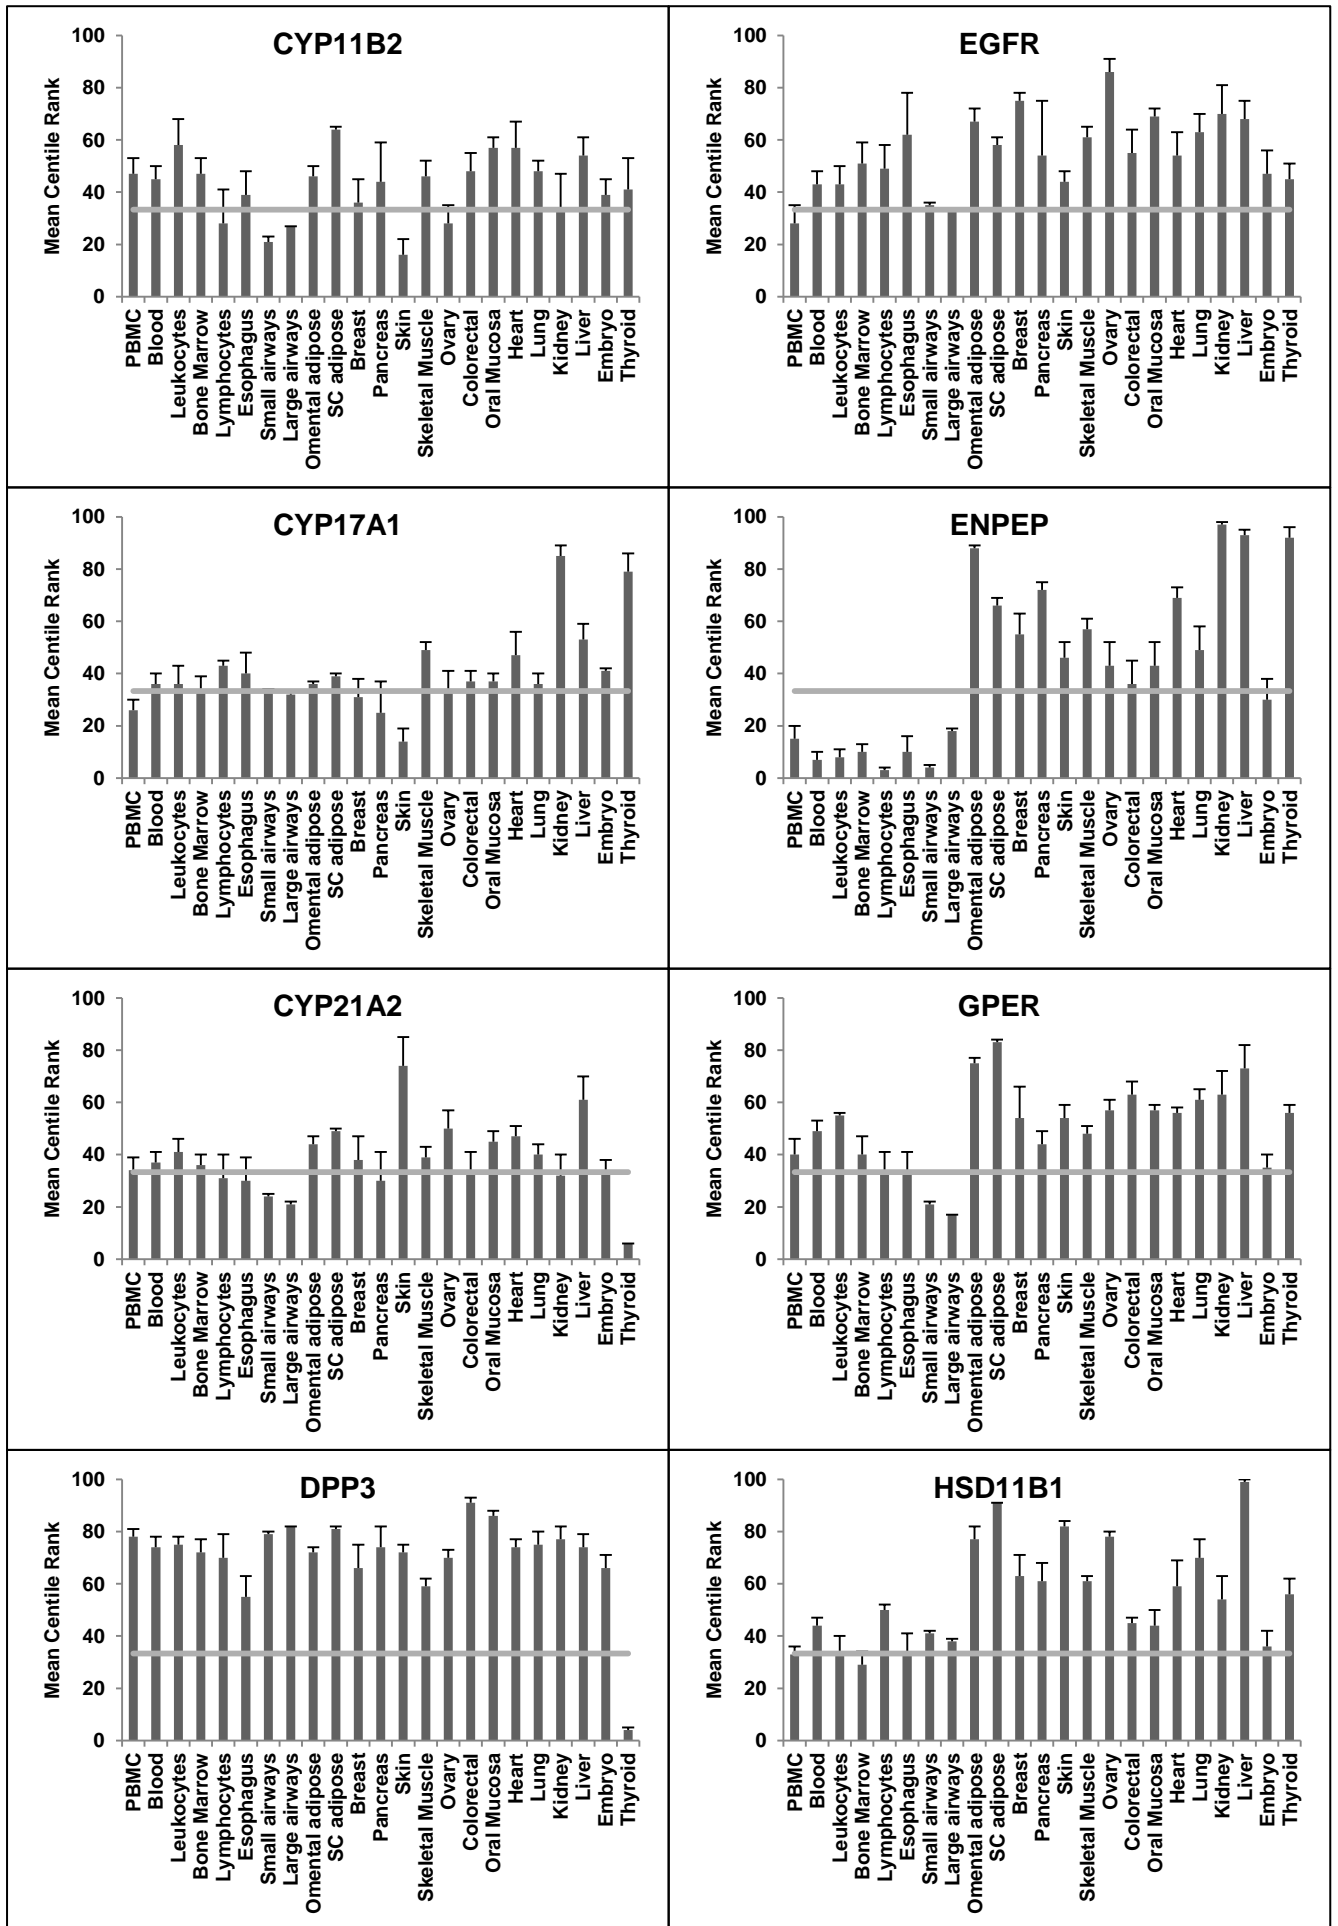 CYP11B2
Mean Centile Rank
100
80
60
40
20
0
PBMC
Blood
Leukocytes
Bone Marrow
Lymphocytes
Esophagus
Small airways
Large airways
Omental adipose
SC adipose
Breast
Pancreas
Skin
Skeletal Muscle
Ovary
Colorectal
Oral Mucosa
Heart
Lung
Kidney
Liver
Embryo
Thyroid
EGFR
Mean Centile Rank
100
80
60
40
20
0
PBMC
Blood
Leukocytes
Bone Marrow
Lymphocytes
Esophagus
Small airways
Large airways
Omental adipose
SC adipose
Breast
Pancreas
Skin
Skeletal Muscle
Ovary
Colorectal
Oral Mucosa
Heart
Lung
Kidney
Liver
Embryo
Thyroid
CYP17A1
Mean Centile Rank
100
80
60
40
20
0
PBMC
Blood
Leukocytes
Bone Marrow
Lymphocytes
Esophagus
Small airways
Large airways
Omental adipose
SC adipose
Breast
Pancreas
Skin
Skeletal Muscle
Ovary
Colorectal
Oral Mucosa
Heart
Lung
Kidney
Liver
Embryo
Thyroid
ENPEP
Mean Centile Rank
100
80
60
40
20
0
PBMC
Blood
Leukocytes
Bone Marrow
Lymphocytes
Esophagus
Small airways
Large airways
Omental adipose
SC adipose
Breast
Pancreas
Skin
Skeletal Muscle
Ovary
Colorectal
Oral Mucosa
Heart
Lung
Kidney
Liver
Embryo
Thyroid
CYP21A2
Mean Centile Rank
100
80
60
40
20
0
PBMC
Blood
Leukocytes
Bone Marrow
Lymphocytes
Esophagus
Small airways
Large airways
Omental adipose
SC adipose
Breast
Pancreas
Skin
Skeletal Muscle
Ovary
Colorectal
Oral Mucosa
Heart
Lung
Kidney
Liver
Embryo
Thyroid
GPER
Mean Centile Rank
100
80
60
40
20
0
PBMC
Blood
Leukocytes
Bone Marrow
Lymphocytes
Esophagus
Small airways
Large airways
Omental adipose
SC adipose
Breast
Pancreas
Skin
Skeletal Muscle
Ovary
Colorectal
Oral Mucosa
Heart
Lung
Kidney
Liver
Embryo
Thyroid
DPP3
Mean Centile Rank
100
80
60
40
20
0
PBMC
Blood
Leukocytes
Bone Marrow
Lymphocytes
Esophagus
Small airways
Large airways
Omental adipose
SC adipose
Breast
Pancreas
Skin
Skeletal Muscle
Ovary
Colorectal
Oral Mucosa
Heart
Lung
Kidney
Liver
Embryo
Thyroid
HSD11B1
Mean Centile Rank
100
80
60
40
20
0
PBMC
Blood
Leukocytes
Bone Marrow
Lymphocytes
Esophagus
Small airways
Large airways
Omental adipose
SC adipose
Breast
Pancreas
Skin
Skeletal Muscle
Ovary
Colorectal
Oral Mucosa
Heart
Lung
Kidney
Liver
Embryo
Thyroid